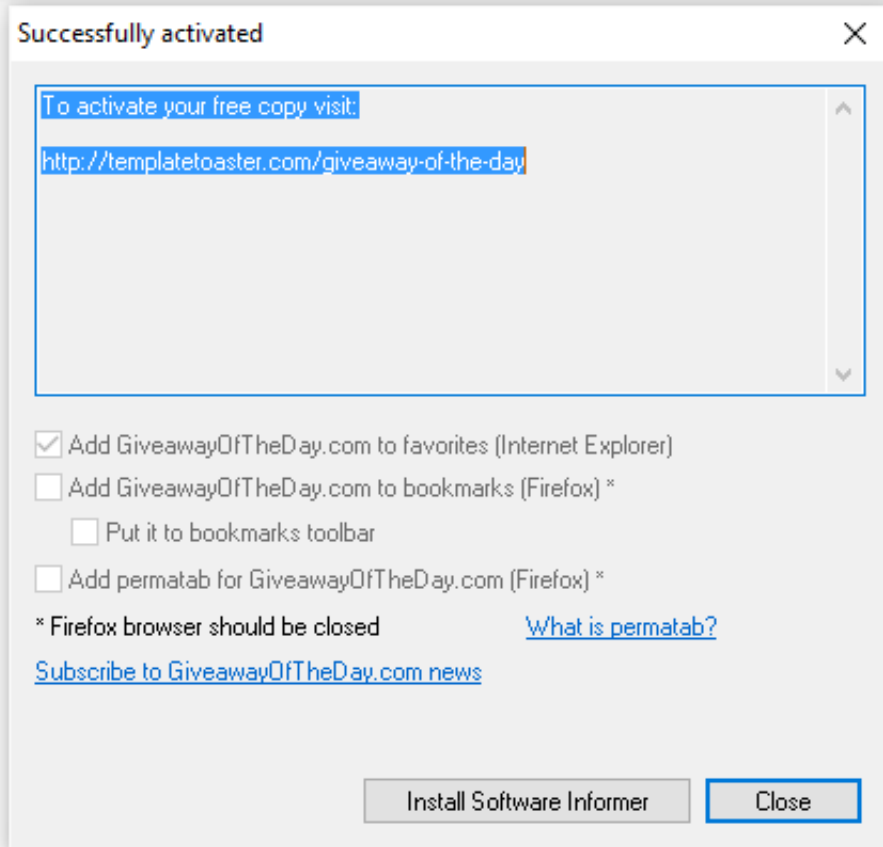 Successfully activated
To activate your free copy visit:
http://templatetoaster.com/giveaway-of-the-day
Add GiveawayOfTheDay.com to favorites (Internet Explorer)
Add GiveawayOfTheDay.com to bookmarks (Firefox) *
Put it to bookmarks toolbar
Add permatab for GiveawayOfTheDay.com (Firefox) *
* Firefox browser should be closed What is permatab?
Subscribe to GiveawayOfTheDay.com news
Install Software Informer Close